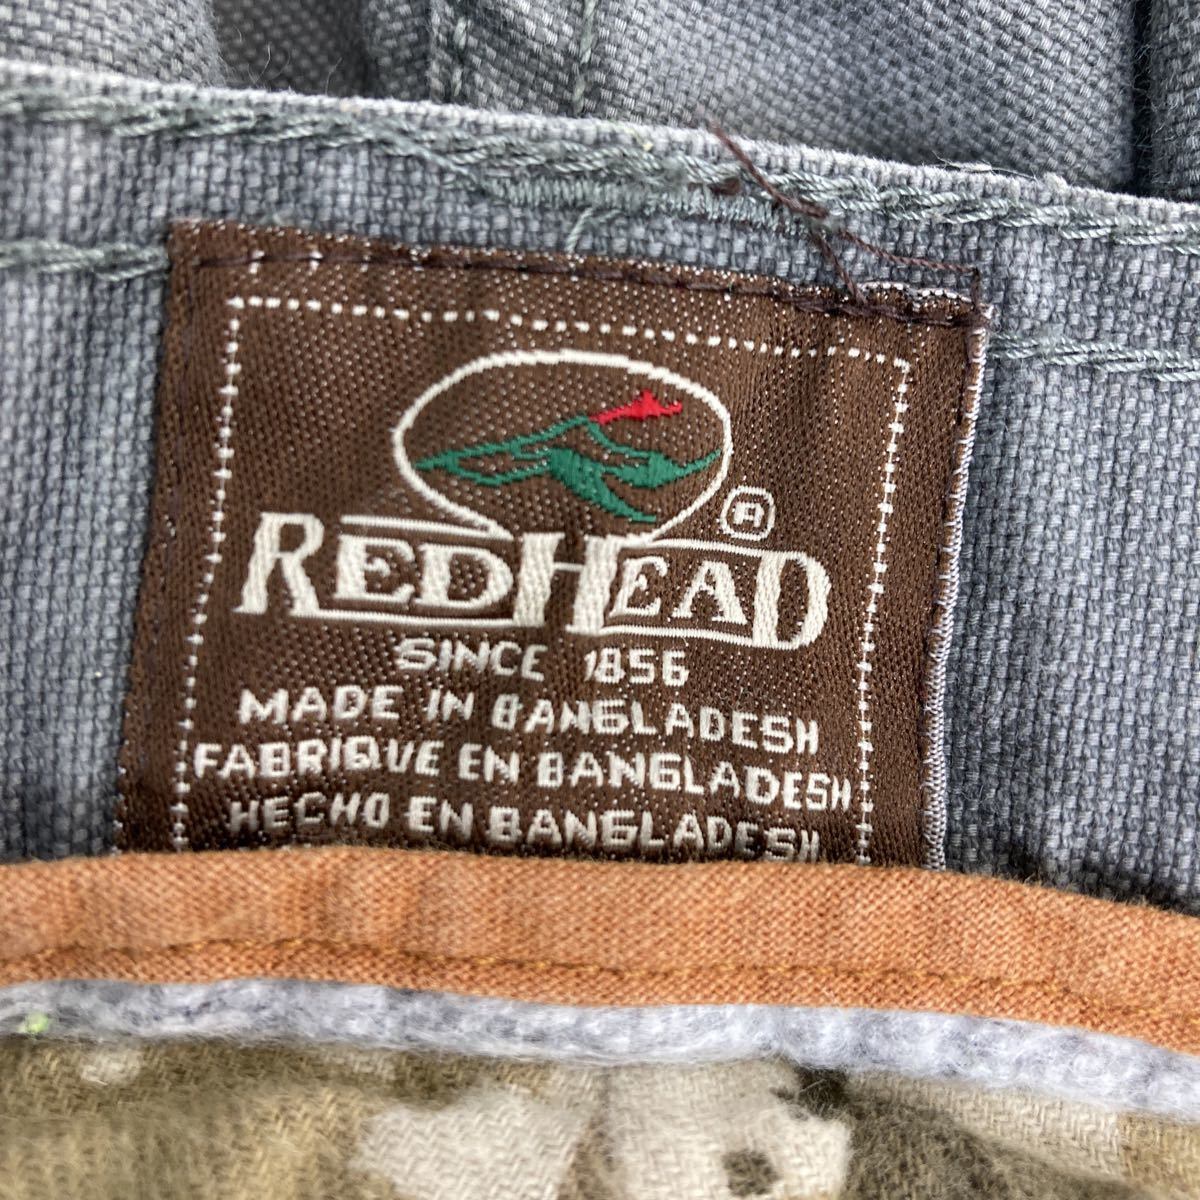 REDHEAD ®
SINCE 1856
MADE IN BANGLADESH
FABRIQUE EN BANGLADESH
HECHO EN BANGLADESH